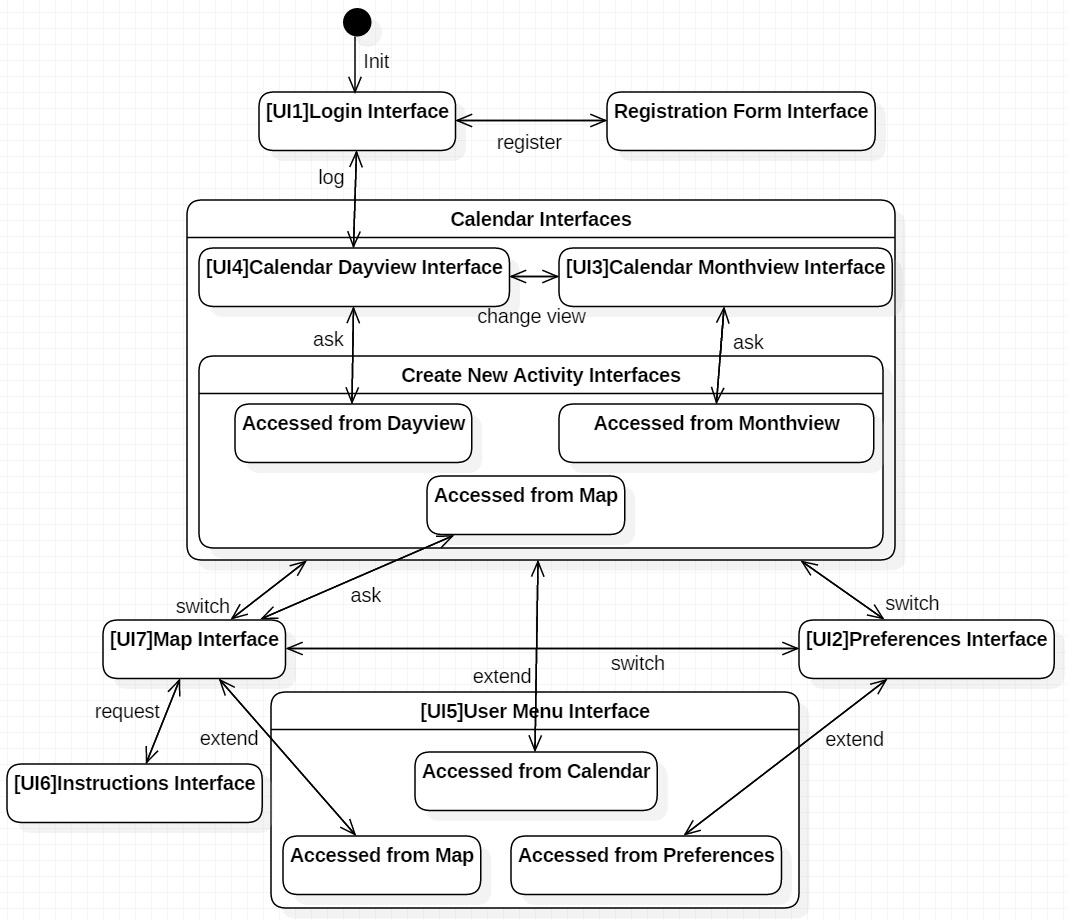 Init
[UI1]Login Interface
Registration Form Interface
register
log
Calendar Interfaces
[UI4]Calendar Dayview Interface
[UI3]Calendar Monthview Interface
change view
ask
ask
Create New Activity Interfaces
Accessed from Dayview
Accessed from Monthview
Accessed from Map
ask
switch
switch
[UI7]Map Interface
[UI2]Preferences Interface
switch
extend
request
[UI5]User Menu Interface
extend
extend
Accessed from Calendar
[UI6]Instructions Interface
Accessed from Map
Accessed from Preferences